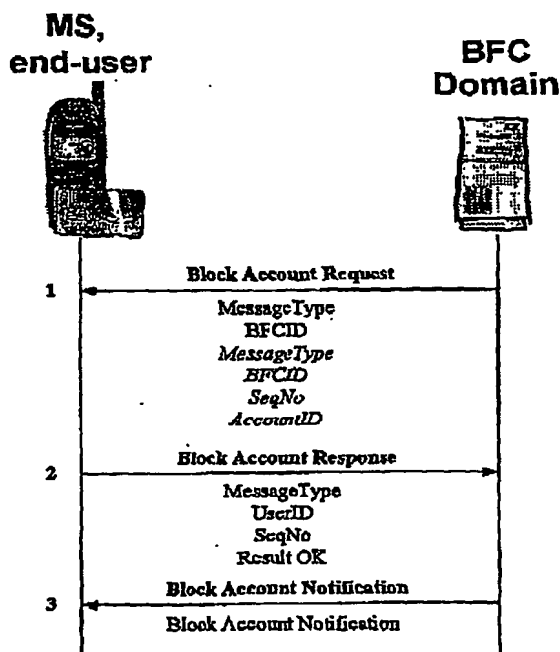 MS,
end-user
BFC
Domain
Block Account Request
1
MessageType
BFCID
MessageType
BFCID
SeqNo
AccountID
Block Account Response
2
MessageType
UserID
SeqNo
Result OK
Block Account Notification
3
Block Account Notification